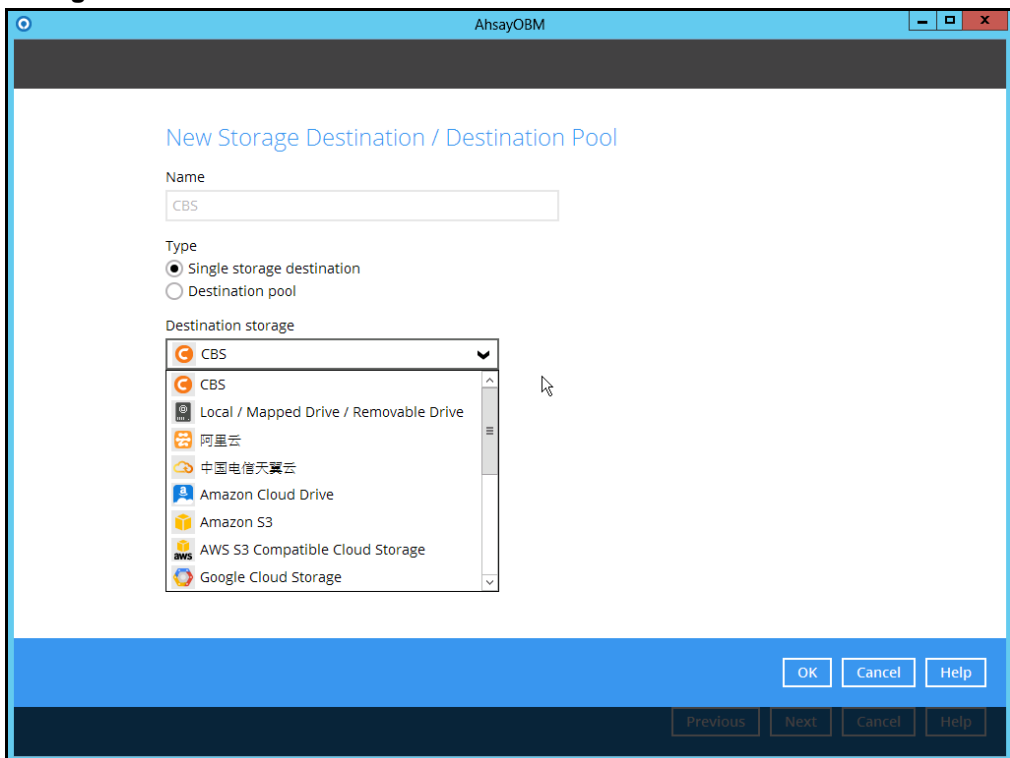 AhsayOBM
New Storage Destination / Destination Pool
Name
CBS
Type
Single storage destination
Destination pool
Destination storage
CBS
CBS
Local / Mapped Drive / Removable Drive
阿里云
中国电信天翼云
Amazon Cloud Drive
Amazon S3
aws AWS S3 Compatible Cloud Storage
Google Cloud Storage
OK Cancel Help
Previous Next Cancel Help